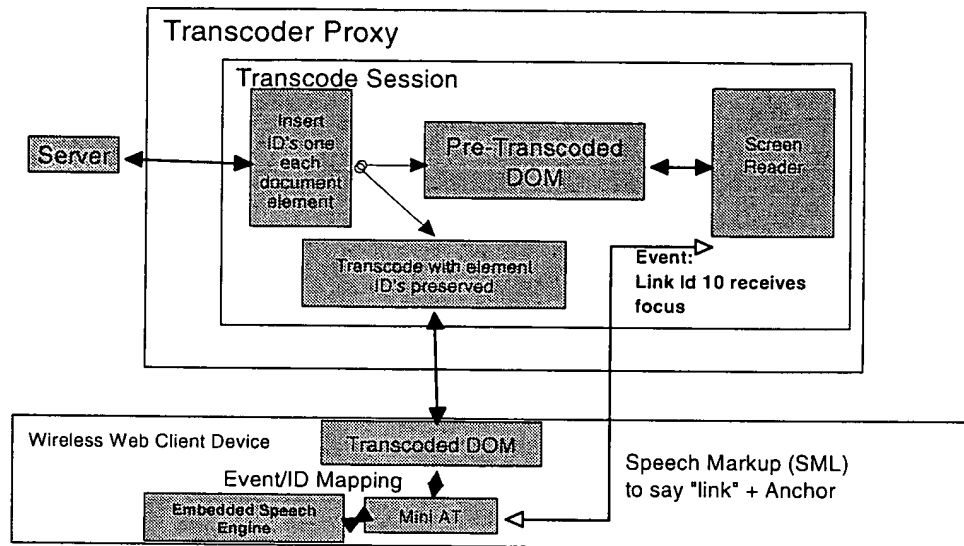 Transcoder Proxy
Transcode Session
Server
Insert
ID's one
each
document
element
Pre-Transcoded
DOM
Screen
Reader
Transcode with element
ID's preserved
Event:
Link Id 10 receives
focus
Wireless Web Client Device
Transcoded DOM
Event/ID Mapping
Embedded Speech
Engine
Mini AT
Speech Markup (SML)
to say "link" + Anchor